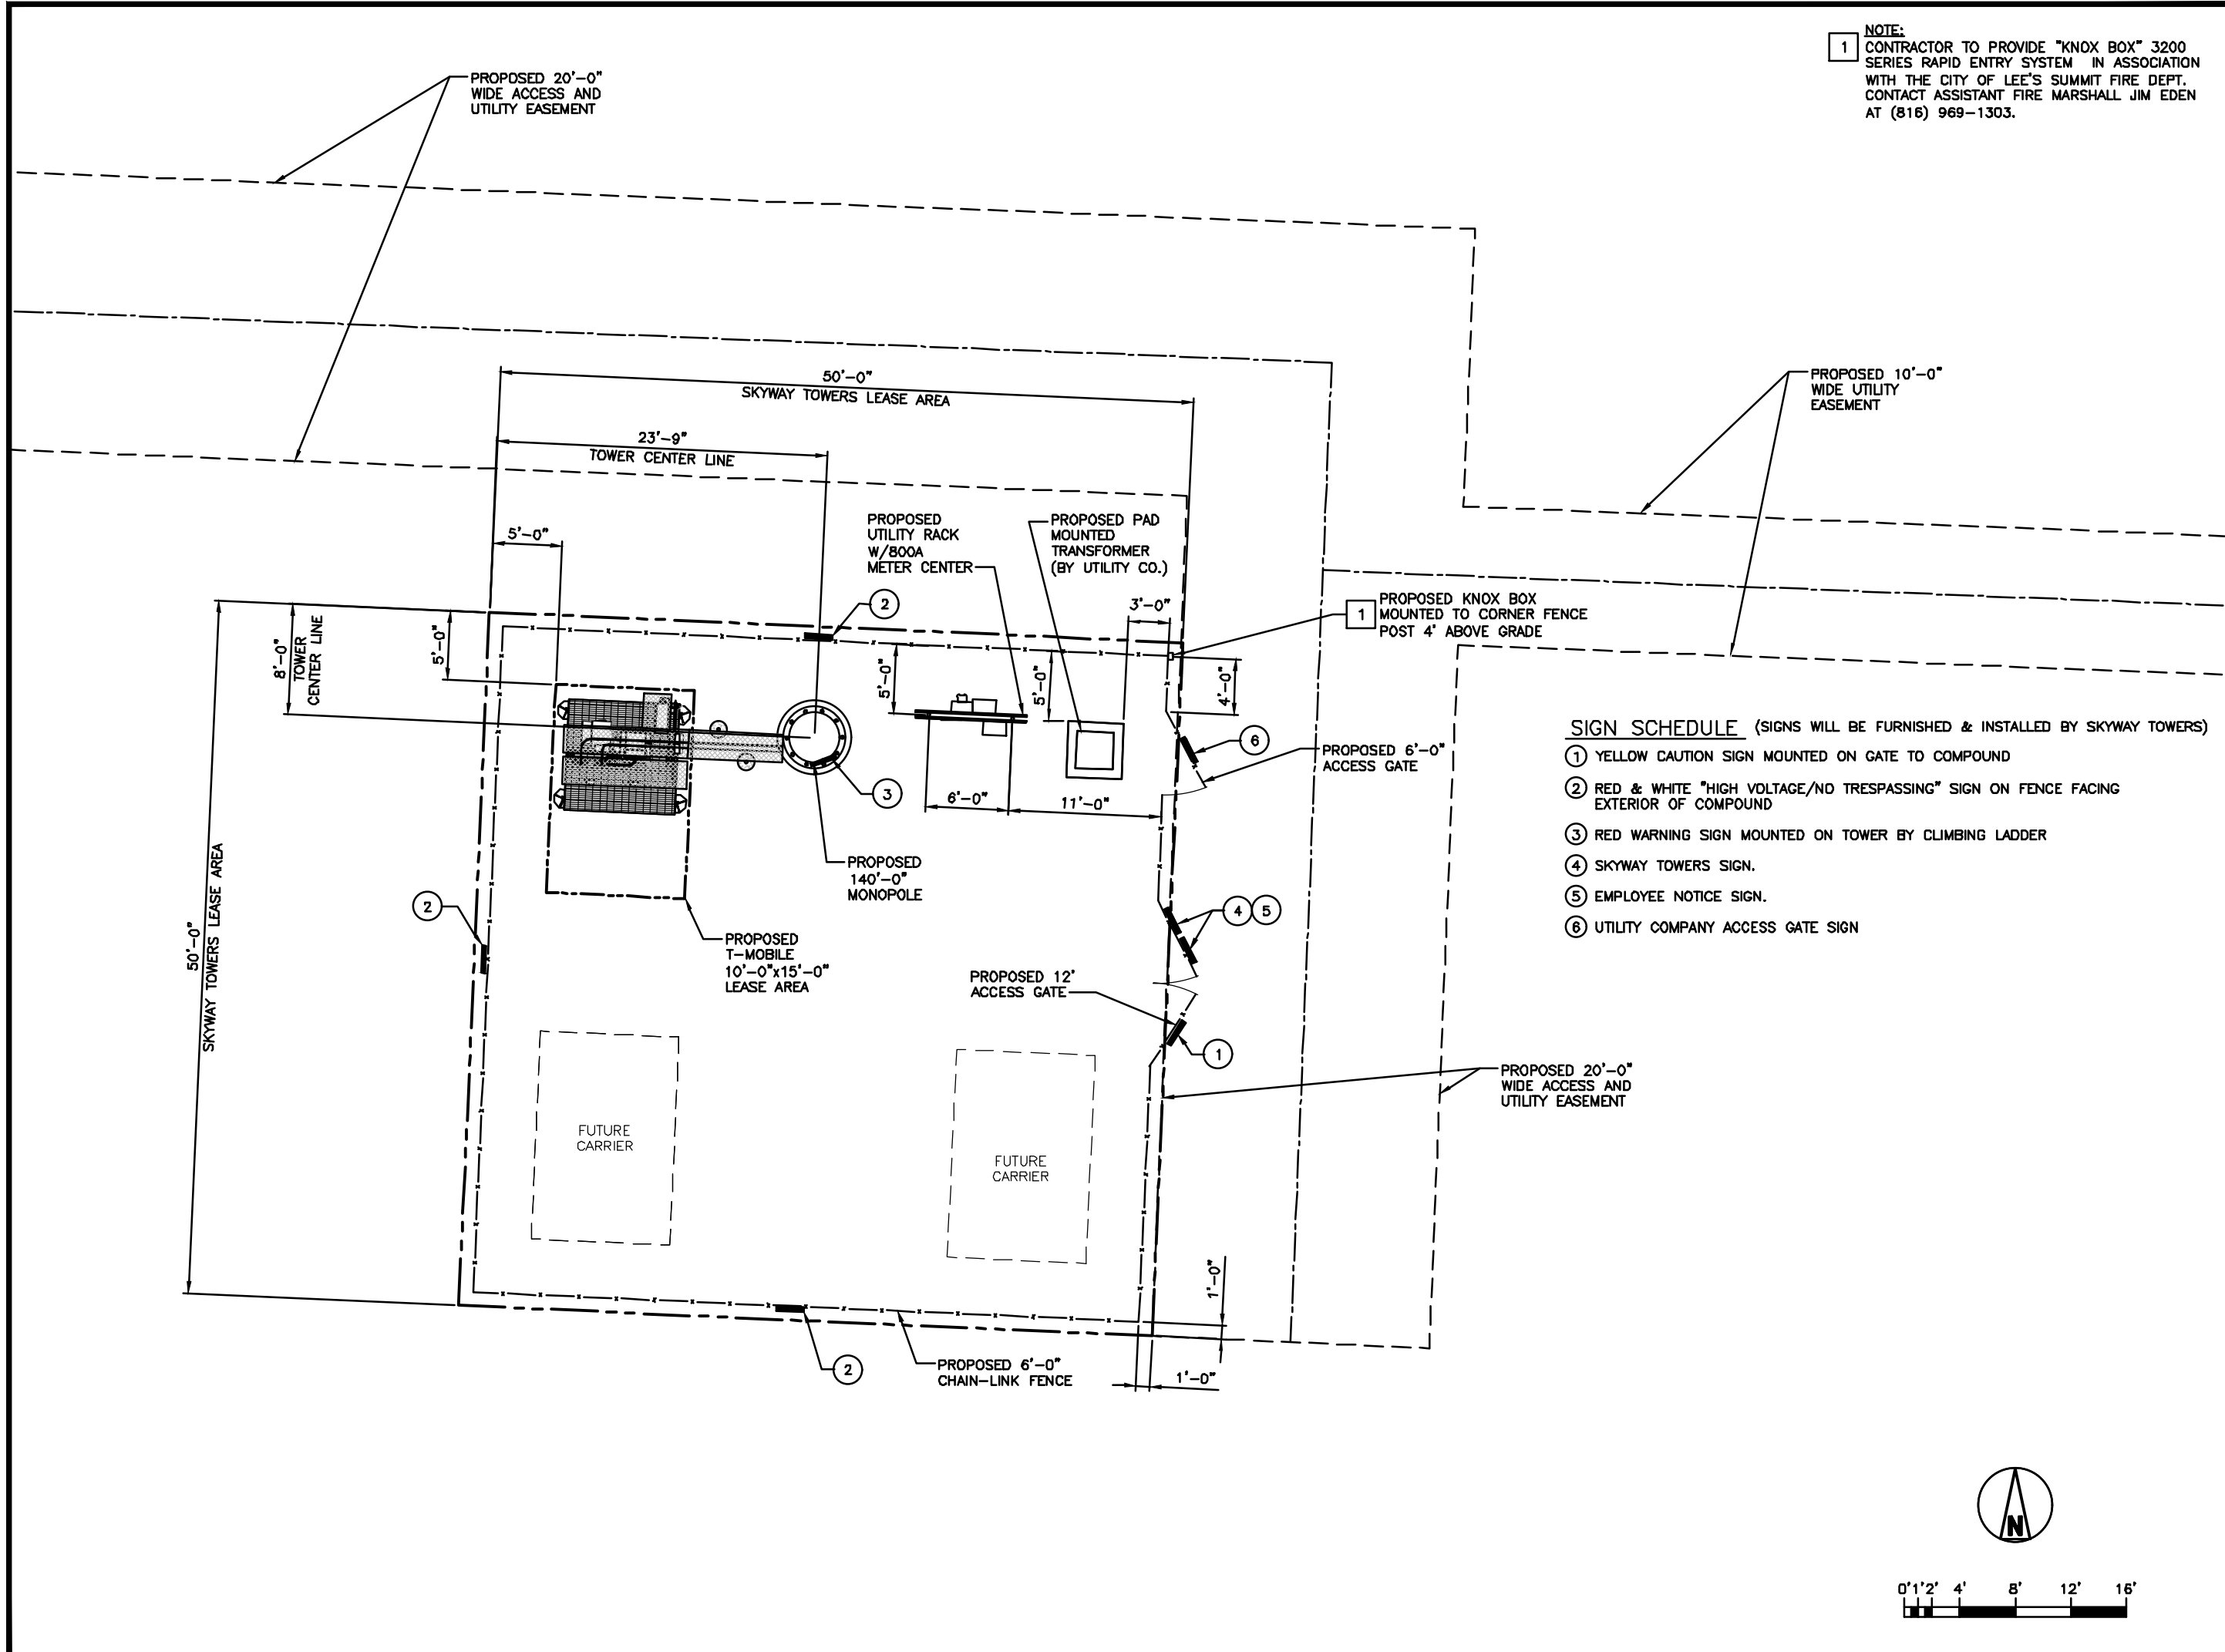 NOTE:
1
CONTRACTOR TO PROVIDE "KNOX BOX" 3200
SERIES RAPID ENTRY SYSTEM IN ASSOCIATION
WITH THE CITY OF LEE'S SUMMIT FIRE DEPT.
CONTACT ASSISTANT FIRE MARSHALL JIM EDEN
AT (816) 969-1303.
PROPOSED 20'-0"
WIDE ACCESS AND
UTILITY EASEMENT
50'-0"
SKYWAY TOWERS LEASE AREA
PROPOSED 10'-0"
WIDE UTILITY
EASEMENT
23'-9"
TOWER CENTER LINE
5'-0"
PROPOSED
UTILITY RACK
W/800A
METER CENTER
PROPOSED PAD
MOUNTED
TRANSFORMER
(BY UTILITY CO.)
2
3'-0"
1
PROPOSED KNOX BOX
MOUNTED TO CORNER FENCE
POST 4' ABOVE GRADE
8'-0"
TOWER
CENTER LINE
5'-0"
5'-0"
5'-0"
4'-0"
6
PROPOSED 6'-0"
ACCESS GATE
3
6'-0"
11'-0"
SIGN SCHEDULE (SIGNS WILL BE FURNISHED & INSTALLED BY SKYWAY TOWERS)
1 YELLOW CAUTION SIGN MOUNTED ON GATE TO COMPOUND
2 RED & WHITE "HIGH VOLTAGE/NO TRESPASSING" SIGN ON FENCE FACING
EXTERIOR OF COMPOUND
3 RED WARNING SIGN MOUNTED ON TOWER BY CLIMBING LADDER
4 SKYWAY TOWERS SIGN.
5 EMPLOYEE NOTICE SIGN.
6 UTILITY COMPANY ACCESS GATE SIGN
PROPOSED
140'-0"
MONOPOLE
50'-0"
SKYWAY TOWERS LEASE AREA
2
4 5
PROPOSED
T-MOBILE
10'-0"x15'-0"
LEASE AREA
PROPOSED 12'
ACCESS GATE
1
PROPOSED 20'-0"
WIDE ACCESS AND
UTILITY EASEMENT
FUTURE
CARRIER
FUTURE
CARRIER
1'-0"
2
PROPOSED 6'-0"
CHAIN-LINK FENCE
1'-0"
N
0' 1' 2' 4' 8' 12' 16'